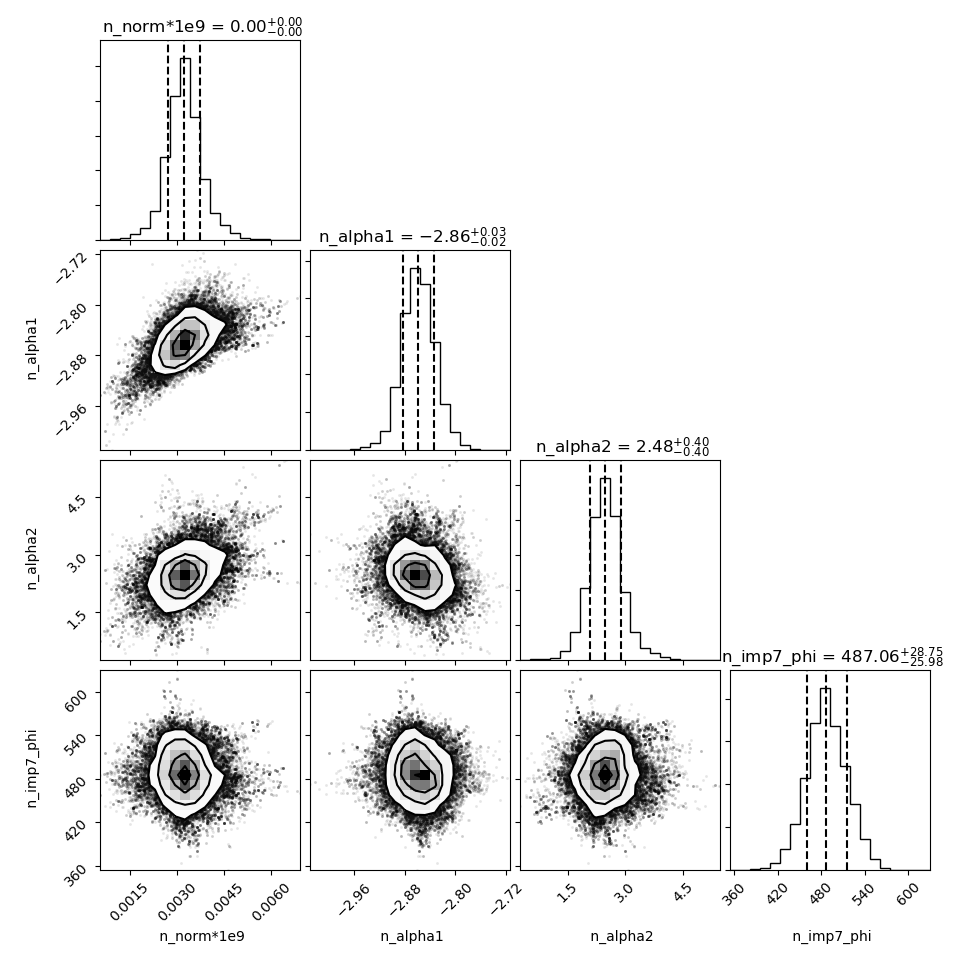 n_norm*1e9 = 0.00+0.00−0.00
n_alpha1 = −2.86+0.03−0.02
−2.72
−2.80
−2.88
−2.96
n_alpha1
n_alpha2 = 2.48+0.40−0.40
4.5
3.0
1.5
n_alpha2
n_imp7_phi = 487.06+28.75−25.98
600
540
480
420
360
n_imp7_phi
0.0015 0.0030 0.0045 0.0060
−2.96 −2.88 −2.80 −2.72
1.5 3.0 4.5
360 420 480 540 600
n_norm*1e9 n_alpha1 n_alpha2 n_imp7_phi